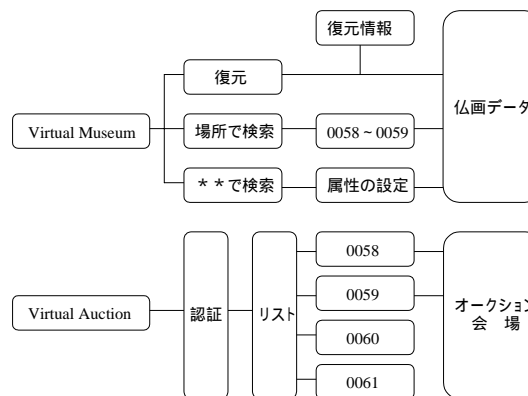 復元情報
復元
仏画データ
Virtual Museum
場所で検索
0058~0059
**で検索
属性の設定
0058
0059
Virtual Auction
認証
リスト
オークション
会 場
0060
0061